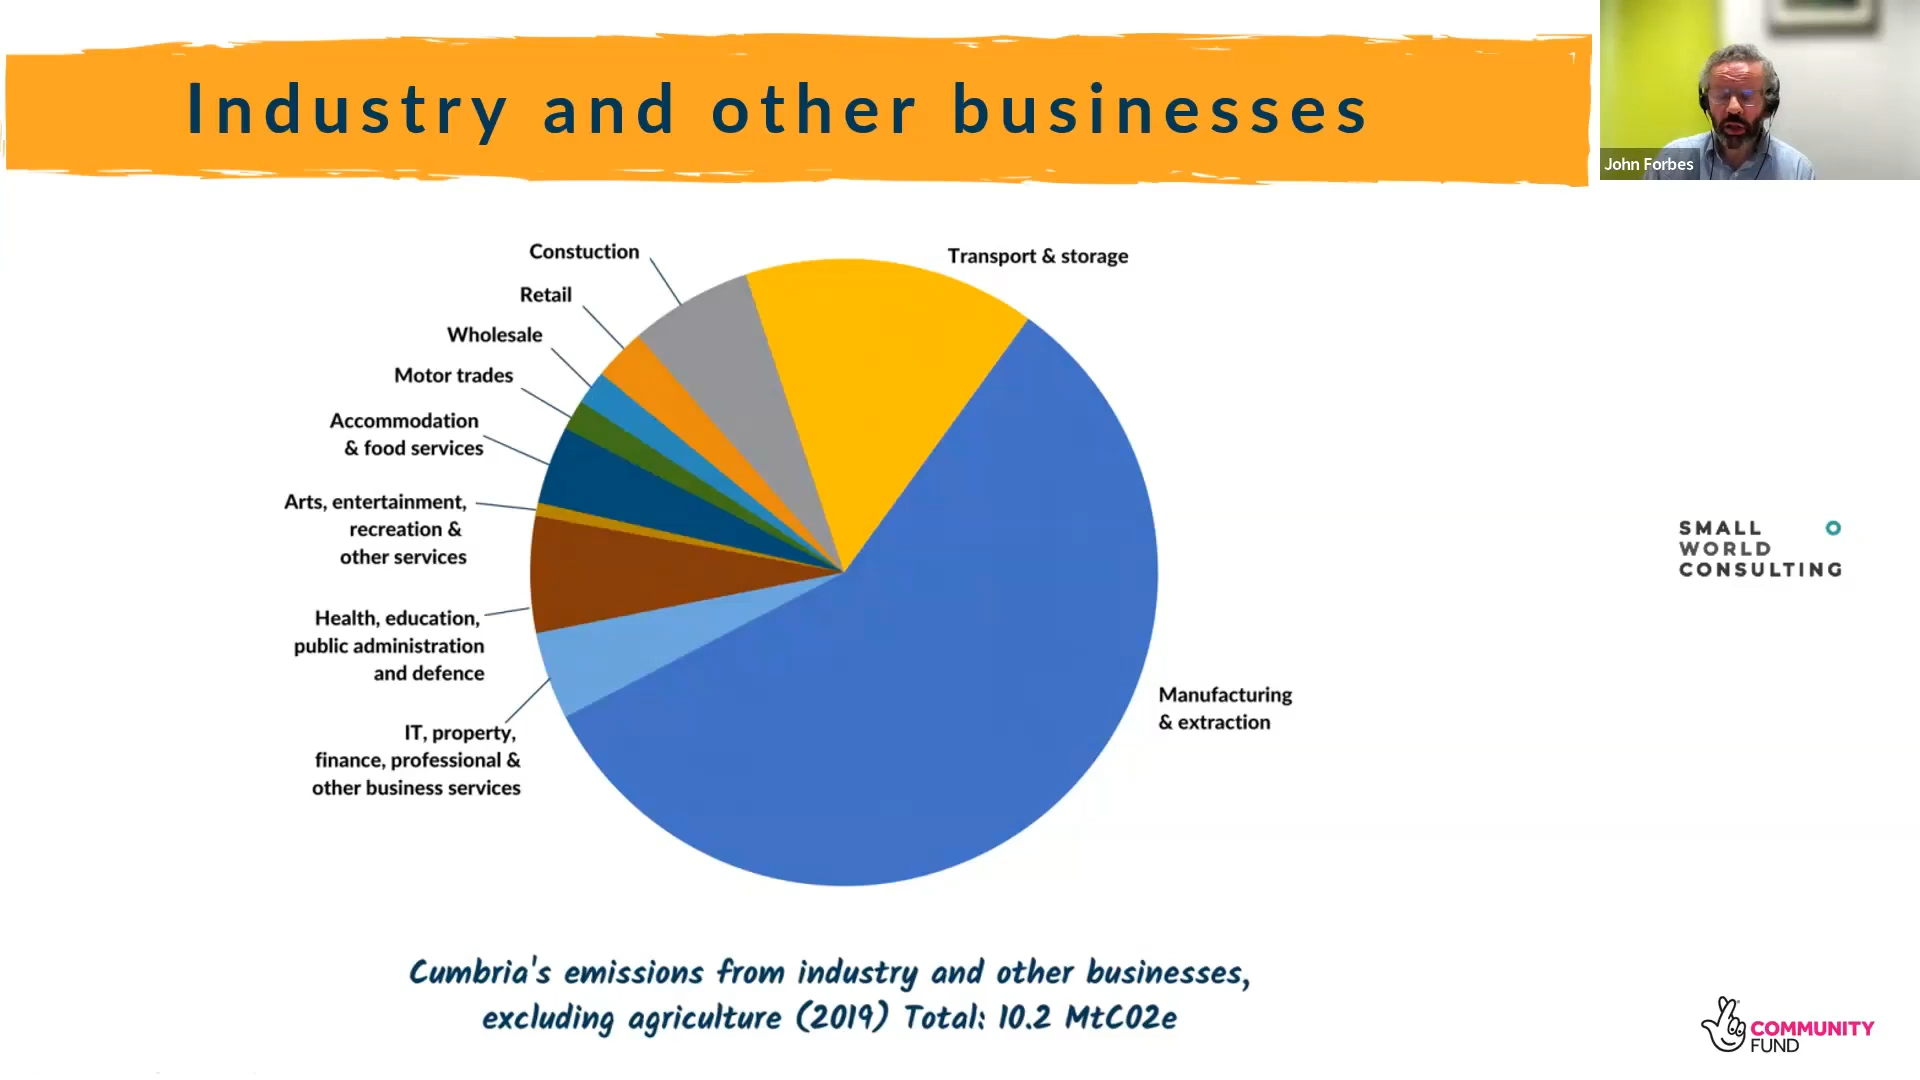 Industry and other businesses
John Forbes
Constuction
Transport & storage
Retail
Wholesale
Motor trades
Accommodation
& food services
Arts, entertainment,
recreation &
other services
Health, education,
public administration
and defence
IT, property,
finance, professional &
other business services
Manufacturing
& extraction
SMALL
WORLD
CONSULTING
Cumbria's emissions from industry and other businesses,
excluding agriculture (2019) Total: 10.2 MtCO2e
COMMUNITY
FUND